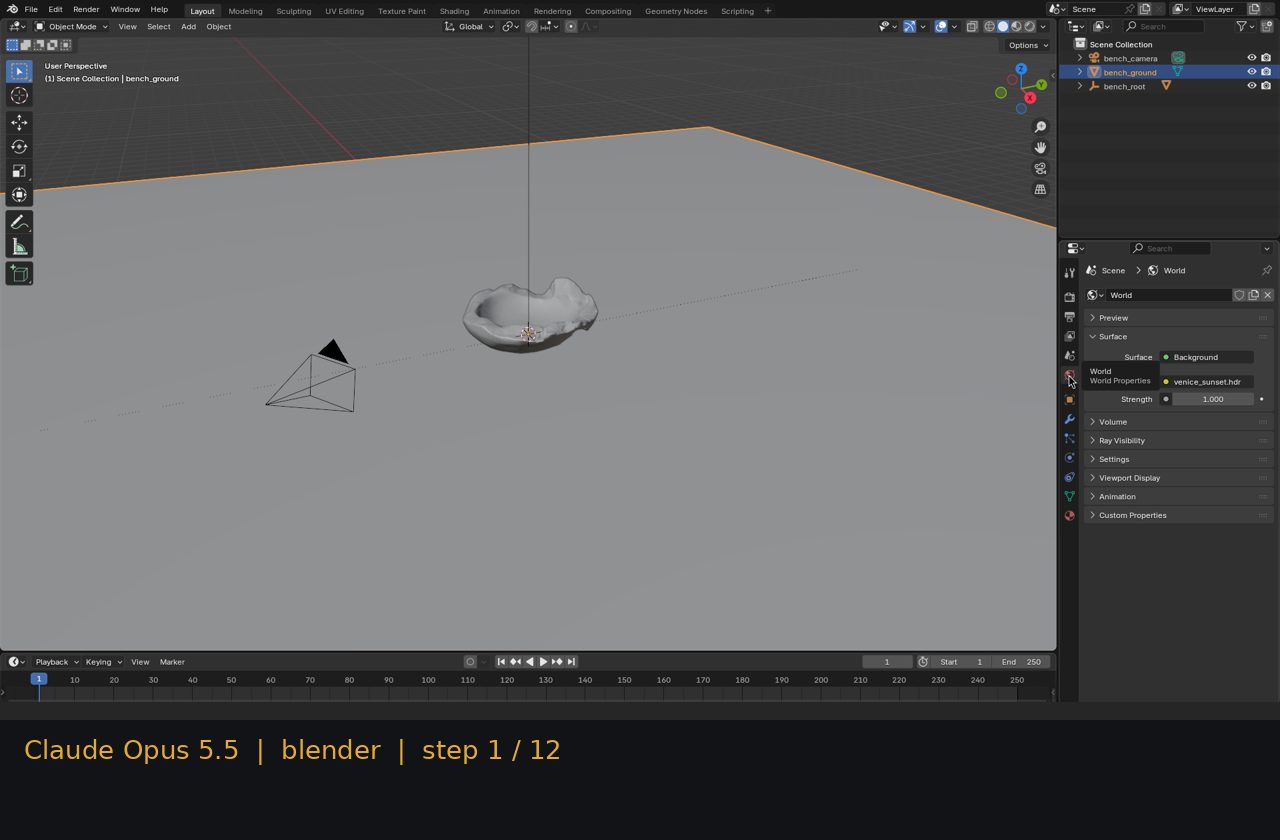 File Edit Render Window Help Layout Modeling Sculpting UV Editing Texture Paint Shading Animation Rendering Compositing Geometry Nodes Scripting + Scene ViewLayer
Object Mode View Select Add Object Global Search
Options
User Perspective
(1) Scene Collection | bench_ground
Z
Y
X
Scene Collection
bench_camera
bench_ground
bench_root
Search
Scene > World
World
Preview
Surface
Surface Background
World
World Properties
venice_sunset.hdr
Strength 1.000
Volume
Ray Visibility
Settings
Viewport Display
Animation
Custom Properties
Playback Keying View Marker 1 Start 1 End 250
1 10 20 30 40 50 60 70 80 90 100 110 120 130 140 150 160 170 180 190 200 210 220 230 240 250
Claude Opus 5.5 | blender | step 1 / 12